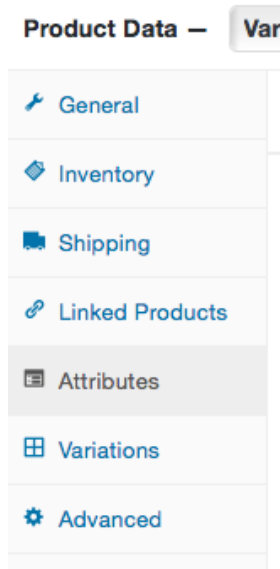 Product Data —
General
Inventory
Shipping
Linked Products
Attributes
Variations
Advanced